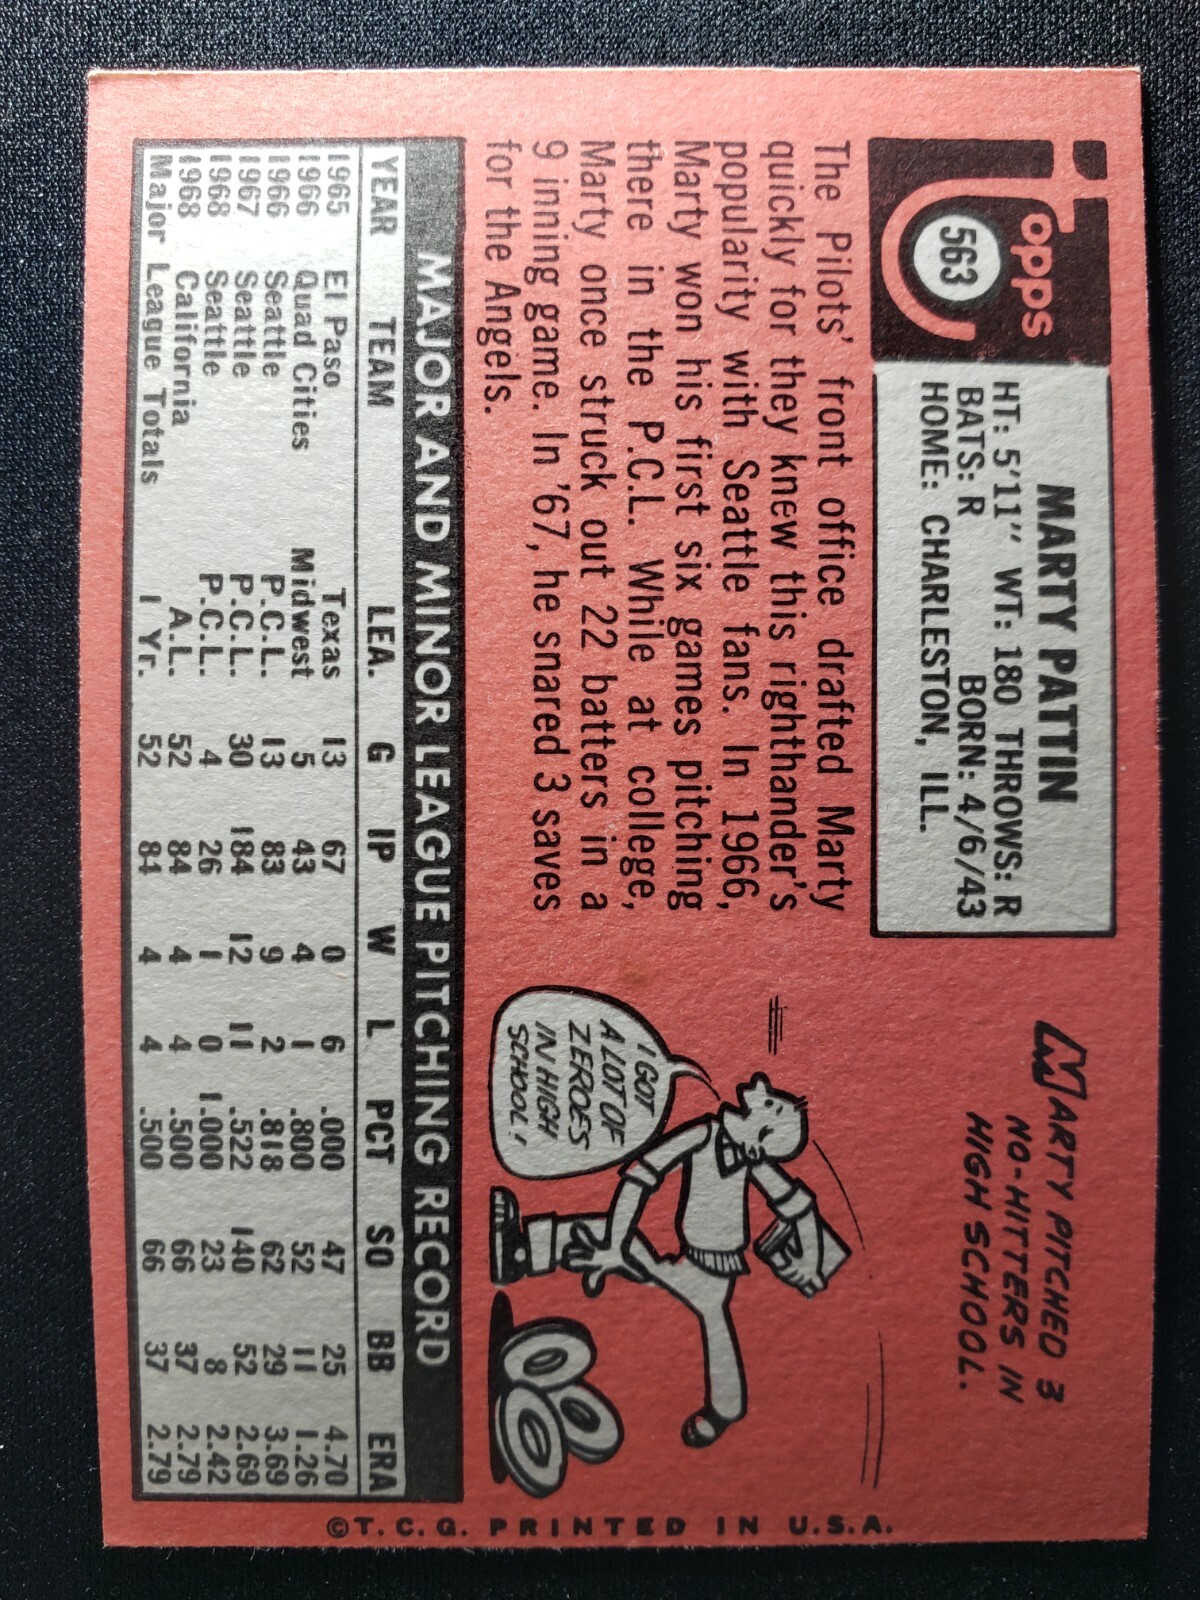 Topps
563
MARTY PATTIN
HT: 5'11" WT: 180 THROWS: R
BATS: R BORN: 4/6/43
HOME: CHARLESTON, ILL.
The Pilots' front office drafted Marty
quickly for they knew this righthander's
popularity with Seattle fans. In 1966,
Marty won his first six games pitching
there in the P.C.L. While at college,
Marty once struck out 22 batters in a
9 inning game. In '67, he snared 3 saves
for the Angels.
MARTY PITCHED 3
NO-HITTERS IN
HIGH SCHOOL.
I GOT
A LOT OF
ZEROES
IN HIGH
SCHOOL!
MAJOR AND MINOR LEAGUE PITCHING RECORD
YEAR TEAM LEA. G IP W L PCT SO BB ERA
1965 El Paso Texas 13 67 0 6 .000 47 25 4.70
1966 Quad Cities Midwest 5 43 4 1 .800 52 11 1.26
1966 Seattle P.C.L. 13 83 9 2 .818 62 29 3.69
1967 Seattle P.C.L. 30 184 12 11 .522 140 52 2.69
1968 Seattle P.C.L. 4 26 1 0 1.000 23 8 2.42
1968 California A.L. 52 84 4 4 .500 66 37 2.79
Major League Totals 1 Yr. 52 84 4 4 .500 66 37 2.79
©T.C.G. PRINTED IN U.S.A.